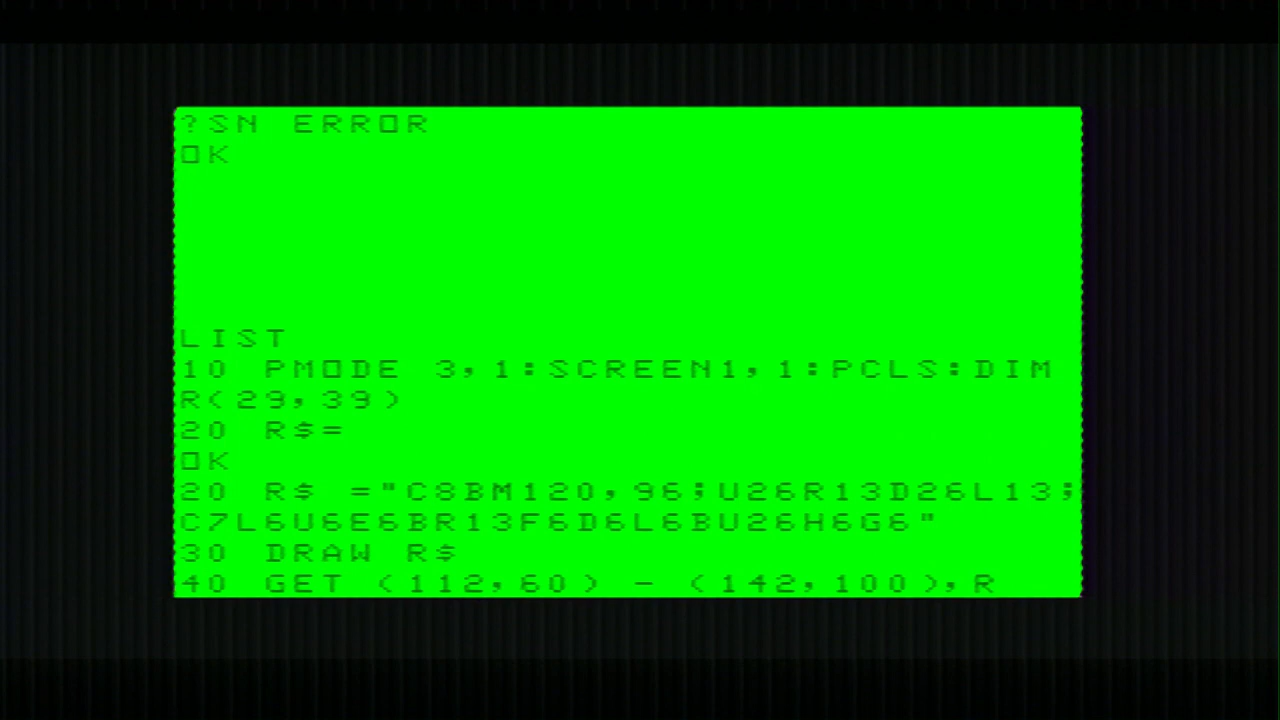 ?SN ERROR
OK
LIST
10 PMODE 3,1:SCREEN1,1:PCLS:DIM
R(29,39)
20 R$=
OK
20 R$ ="C8BM120,96;U26R13D26L13;
C7L6U6E6BR13F6D6L6BU26H6G6"
30 DRAW R$
40 GET (112,60) - (142,100),R